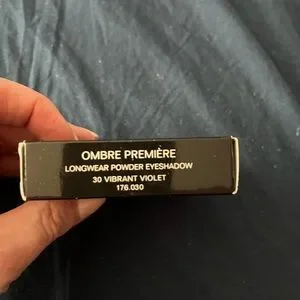 OMBRE PREMIÈRE
LONGWEAR POWDER EYESHADOW
30 VIBRANT VIOLET
176.030